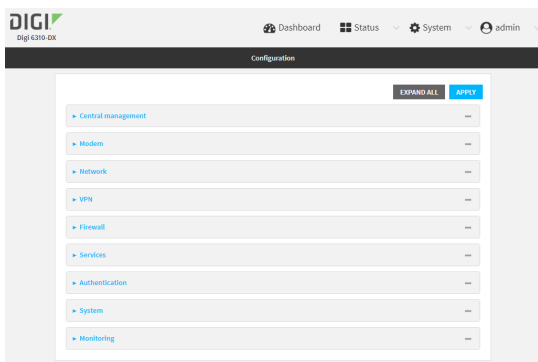 DIGI
Digi 6310-DX
Dashboard Status System admin
Configuration
EXPAND ALL APPLY
Central management
Modem
Network
VPN
Firewall
Services
Authentication
System
Monitoring